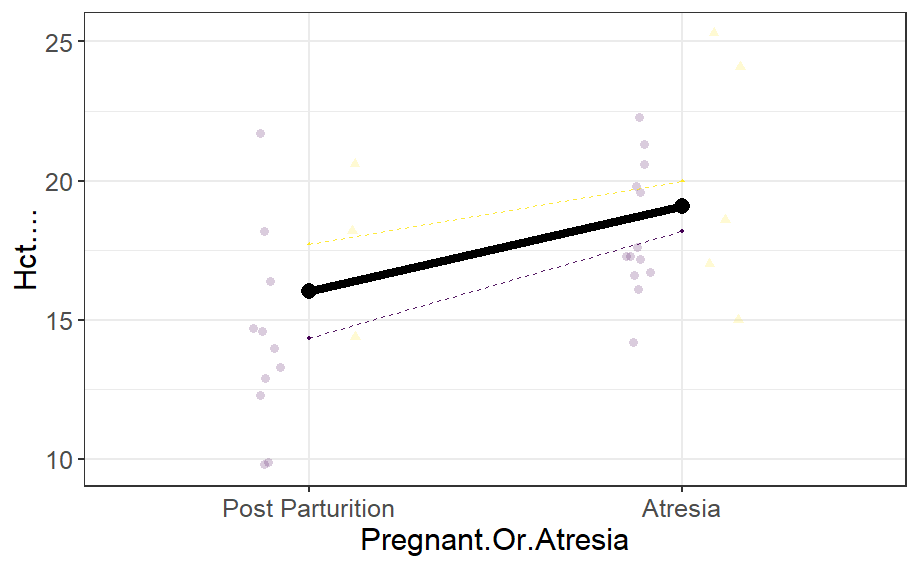 25
20
15
10
Hct....
Post Parturition
Atresia
Pregnant.Or.Atresia